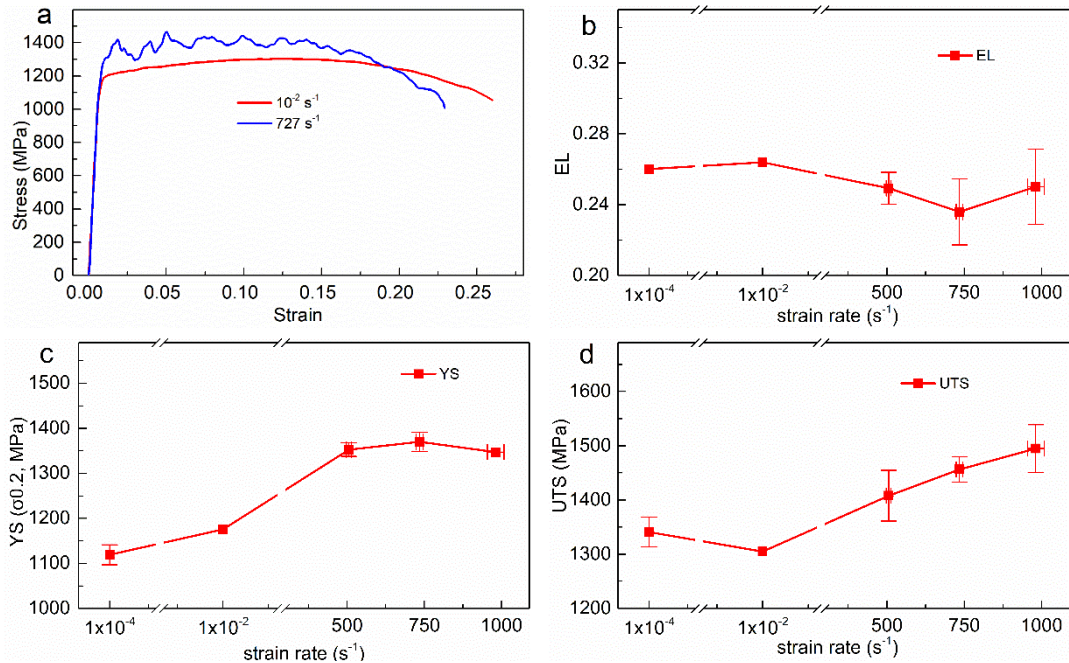 a
1400
1200
1000
800
600
400
200
0
Stress (MPa)
10⁻² s⁻¹
727 s⁻¹
0.00 0.05 0.10 0.15 0.20 0.25
Strain
b
EL
0.32
0.28
0.24
0.20
EL
1x10⁻⁴ 1x10⁻² 500 750 1000
strain rate (s⁻¹)
c
YS
1500
1400
1300
1200
1100
1000
YS (σ0.2, MPa)
1x10⁻⁴ 1x10⁻² 500 750 1000
strain rate (s⁻¹)
d
UTS
1600
1500
1400
1300
1200
UTS (MPa)
1x10⁻⁴ 1x10⁻² 500 750 1000
strain rate (s⁻¹)